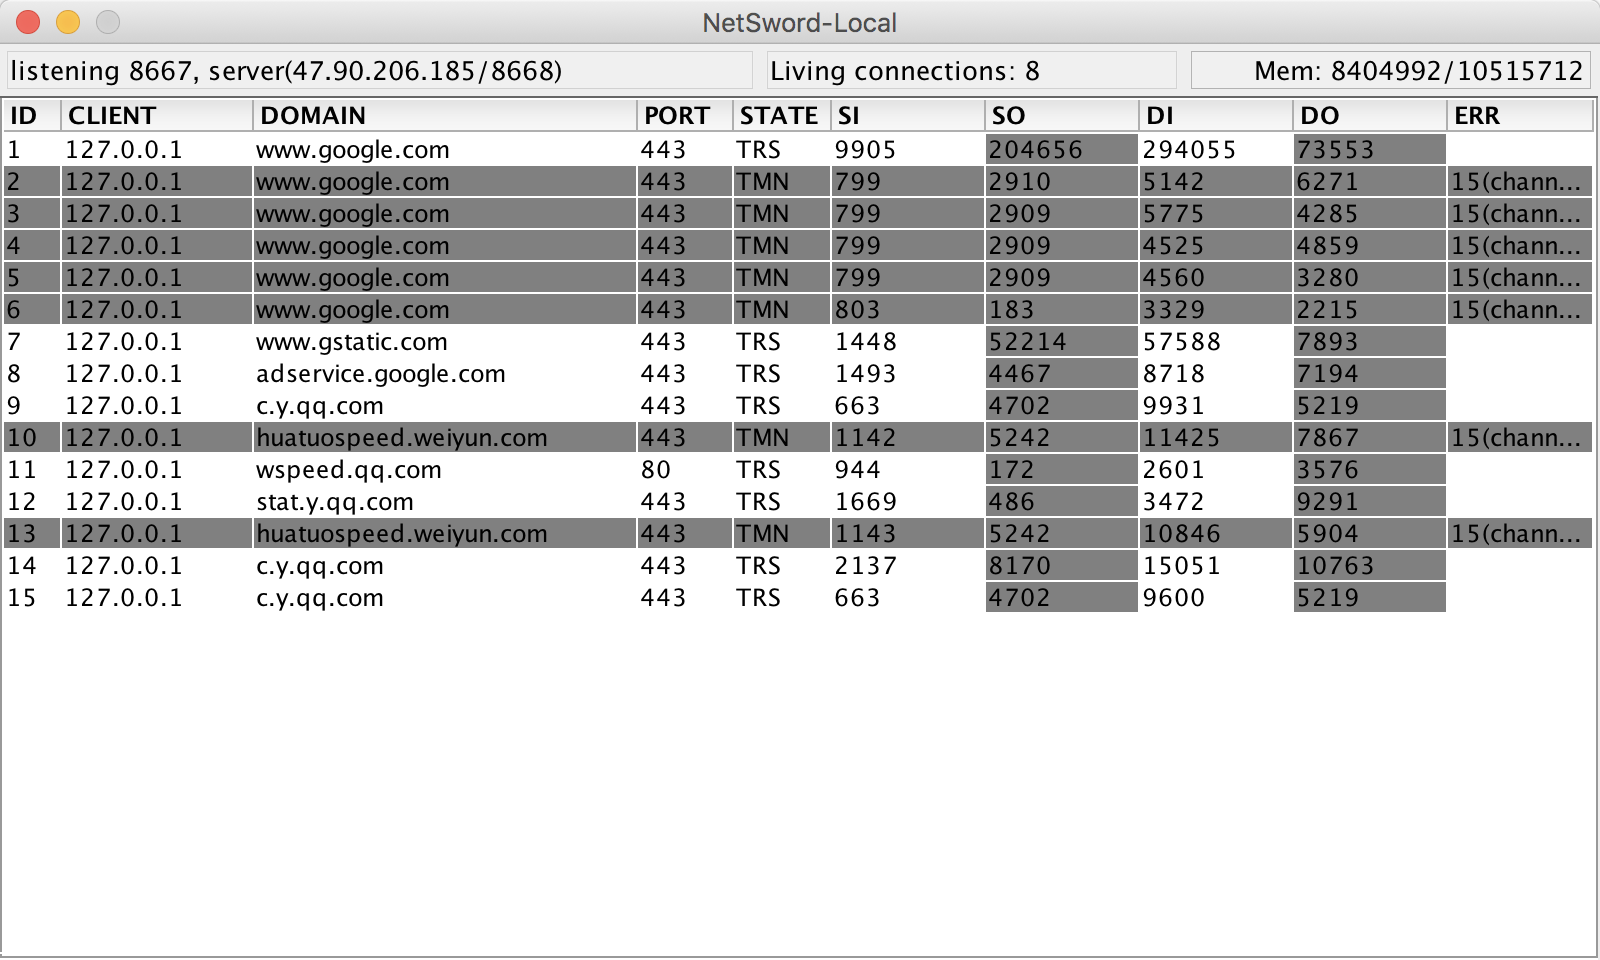 NetSword-Local
listening 8667, server(47.90.206.185/8668) Living connections: 8 Mem: 8404992/10515712
ID CLIENT DOMAIN PORT STATE SI SO DI DO ERR
1 127.0.0.1 www.google.com 443 TRS 9905 204656 294055 73553
2 127.0.0.1 www.google.com 443 TMN 799 2910 5142 6271 15(chann...
3 127.0.0.1 www.google.com 443 TMN 799 2909 5775 4285 15(chann...
4 127.0.0.1 www.google.com 443 TMN 799 2909 4525 4859 15(chann...
5 127.0.0.1 www.google.com 443 TMN 799 2909 4560 3280 15(chann...
6 127.0.0.1 www.google.com 443 TMN 803 183 3329 2215 15(chann...
7 127.0.0.1 www.gstatic.com 443 TRS 1448 52214 57588 7893
8 127.0.0.1 adservice.google.com 443 TRS 1493 4467 8718 7194
9 127.0.0.1 c.y.qq.com 443 TRS 663 4702 9931 5219
10 127.0.0.1 huatuospeed.weiyun.com 443 TMN 1142 5242 11425 7867 15(chann...
11 127.0.0.1 wspeed.qq.com 80 TRS 944 172 2601 3576
12 127.0.0.1 stat.y.qq.com 443 TRS 1669 486 3472 9291
13 127.0.0.1 huatuospeed.weiyun.com 443 TMN 1143 5242 10846 5904 15(chann...
14 127.0.0.1 c.y.qq.com 443 TRS 2137 8170 15051 10763
15 127.0.0.1 c.y.qq.com 443 TRS 663 4702 9600 5219